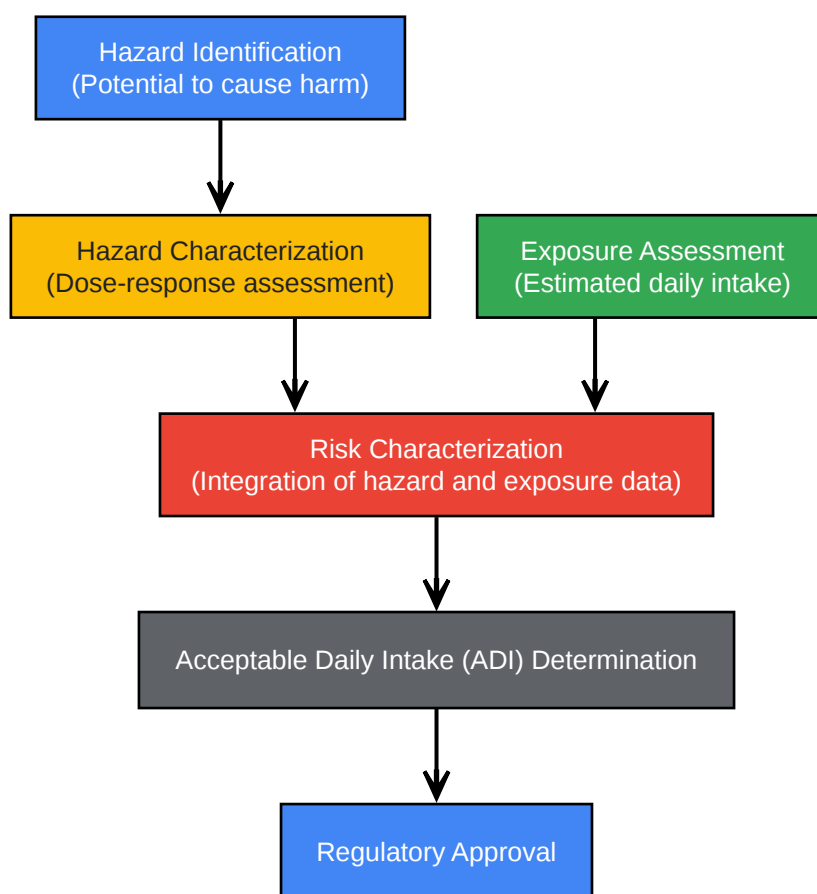 Hazard Identification
(Potential to cause harm)
Hazard Characterization
(Dose-response assessment)
Exposure Assessment
(Estimated daily intake)
Risk Characterization
(Integration of hazard and exposure data)
Acceptable Daily Intake (ADI) Determination
Regulatory Approval